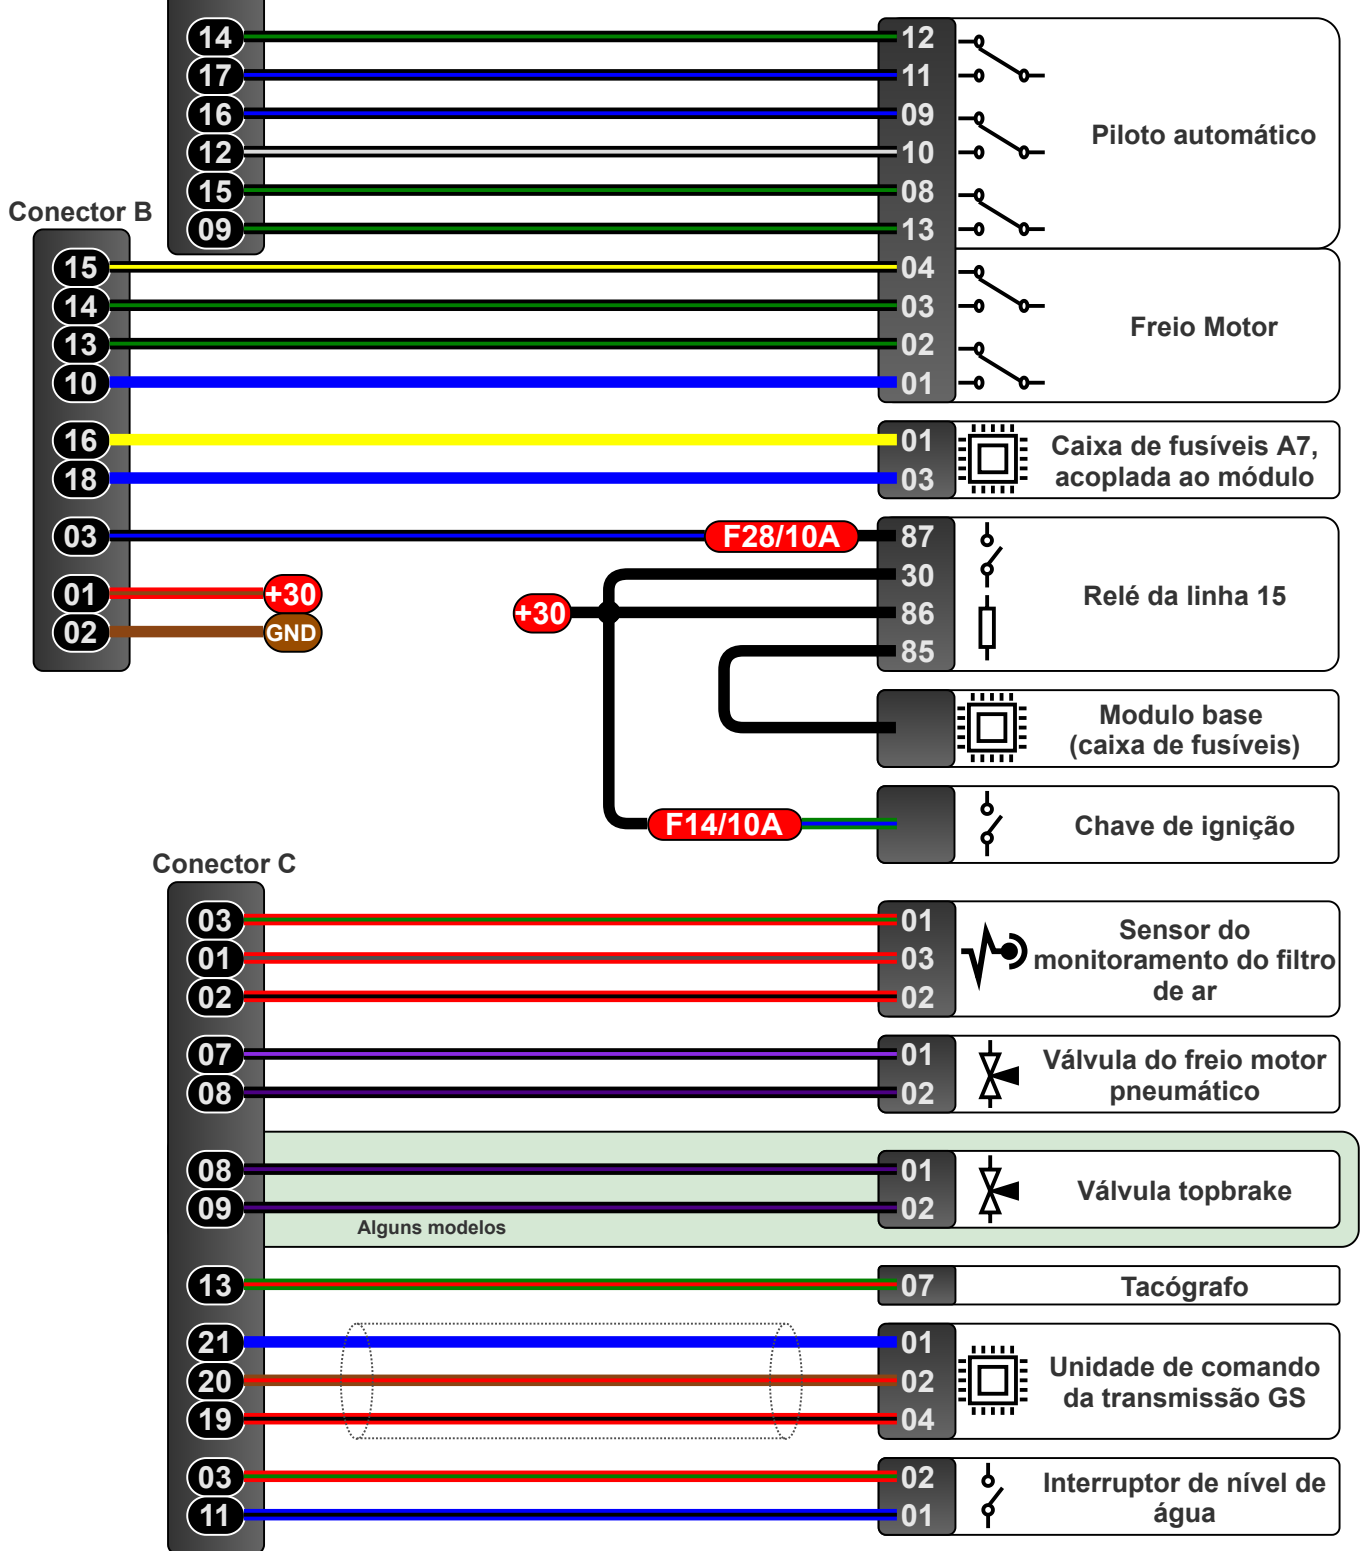 14 12
17 11
16 09
12 10
Piloto automático
15 08
09 13
Conector B
15 04
14 03
Freio Motor
13 02
10 01
16 01
18 03
Caixa de fusíveis A7,
acoplada ao módulo
03 F28/10A 87
30
01 +30
+30 86
02 GND
85
Relé da linha 15
Modulo base
(caixa de fusíveis)
F14/10A
Chave de ignição
Conector C
03 01
01 03
02 02
Sensor do
monitoramento do filtro
de ar
07 01
08 02
Válvula do freio motor
pneumático
08 01
09 02
Válvula topbrake
Alguns modelos
13 07
Tacógrafo
21 01
20 02
19 04
Unidade de comando
da transmissão GS
03 02
11 01
Interruptor de nível de
água